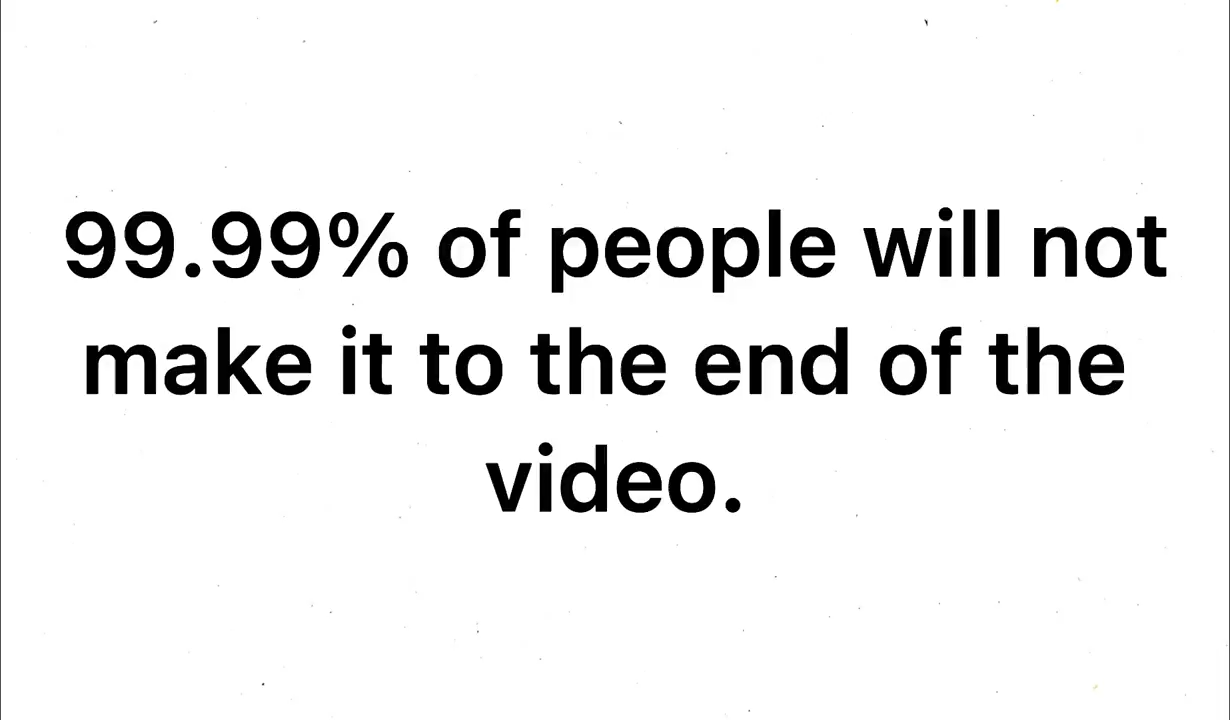 99.99% of people will not
make it to the end of the
video.